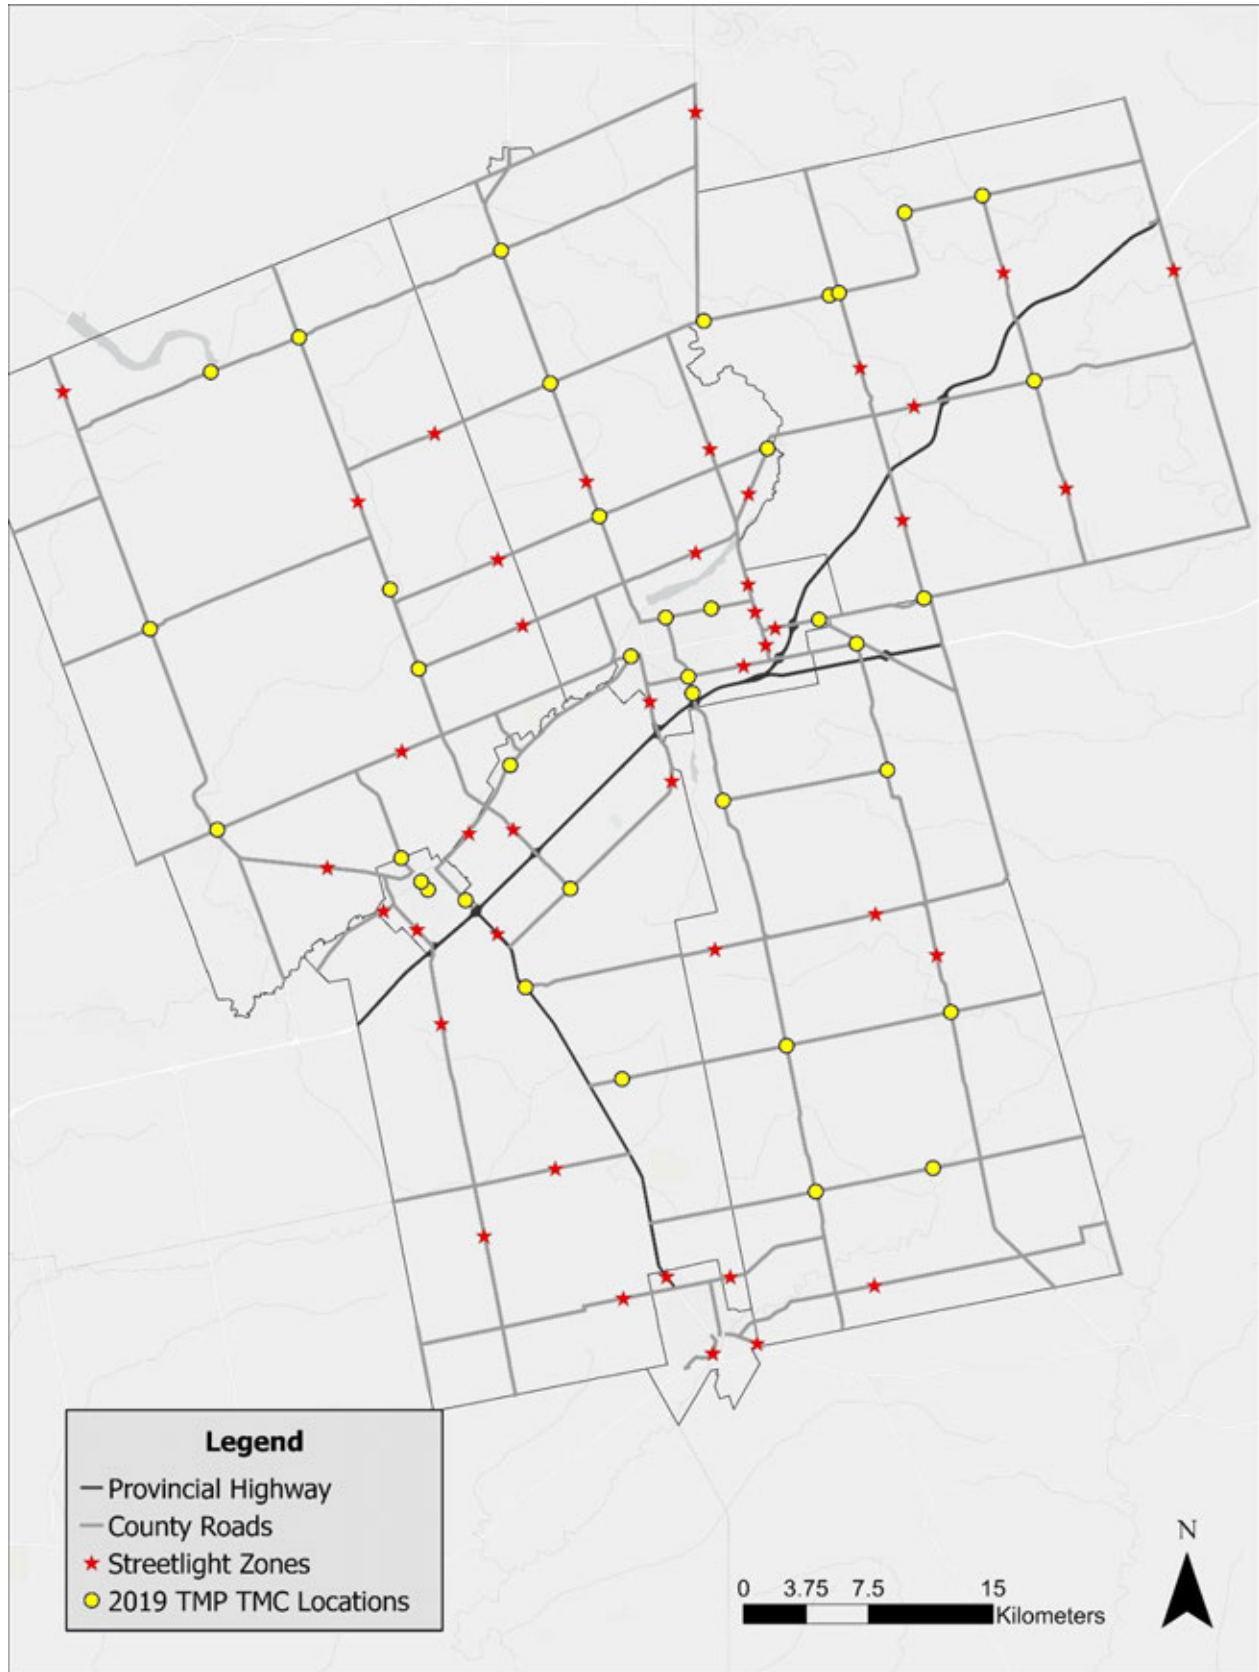 Legend
Provincial Highway
County Roads
Streetlight Zones
2019 TMP TMC Locations
0 3.75 7.5 15
Kilometers
N